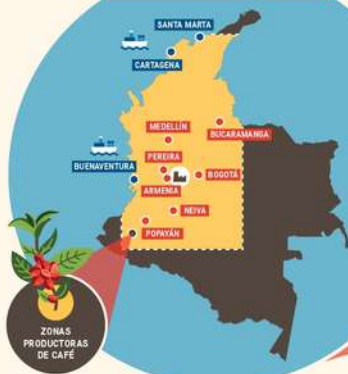 SANTA MARTA
CARTAGENA
MEDELLÍN
BUCARAMANGA
PEREIRA
BUENAVENTURA
BOGOTÁ
ARMENIA
NEIVA
POPAYÁN
ZONAS
PRODUCTORAS
DE CAFÉ